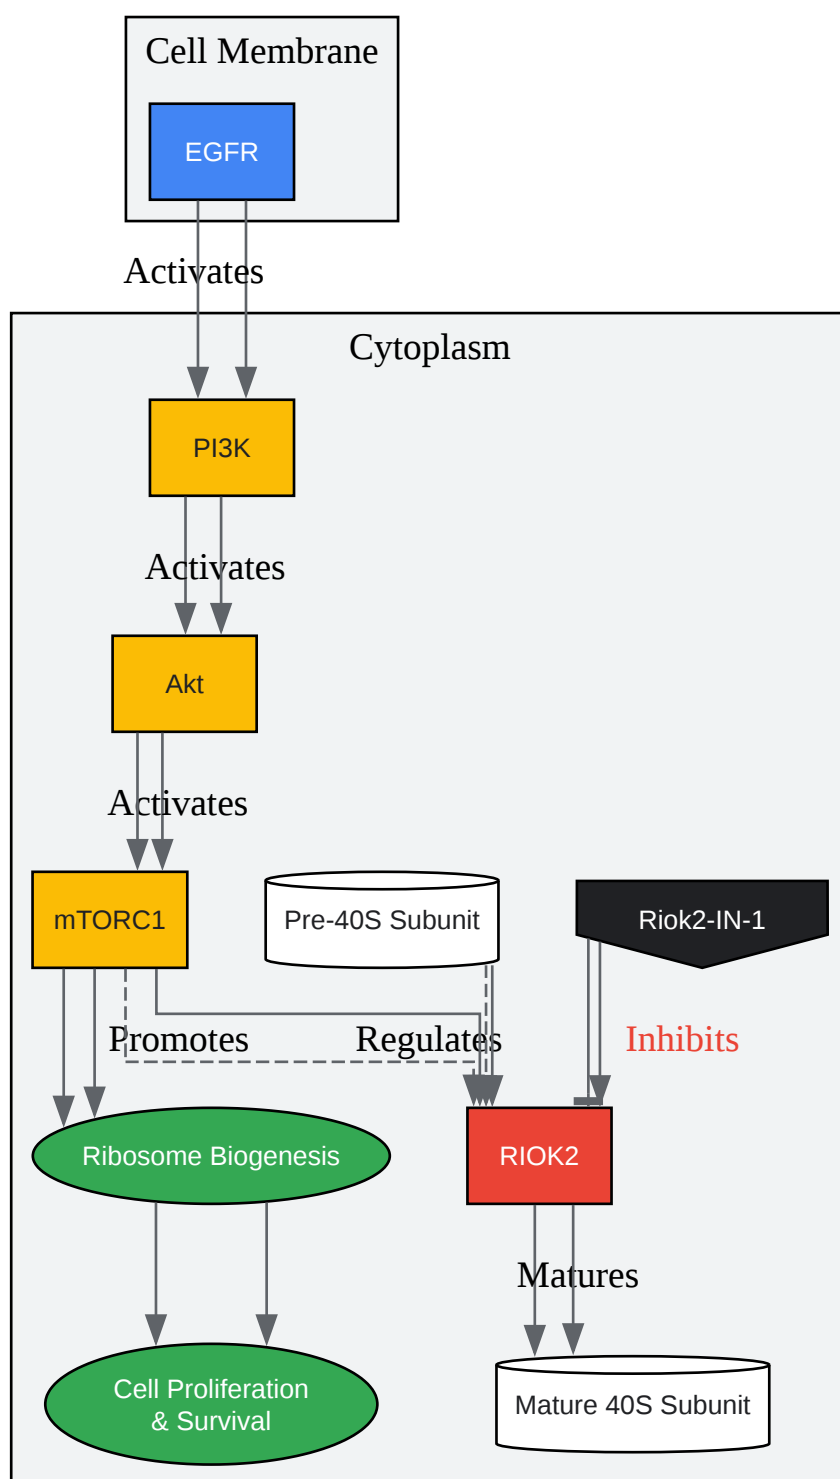 Cell Membrane
EGFR
Activates
Cytoplasm
PI3K
Activates
Akt
Activates
mTORC1
Pre-40S Subunit
Riok2-IN-1
Promotes
Regulates
Inhibits
Ribosome Biogenesis
RIOK2
Matures
Cell Proliferation
& Survival
Mature 40S Subunit